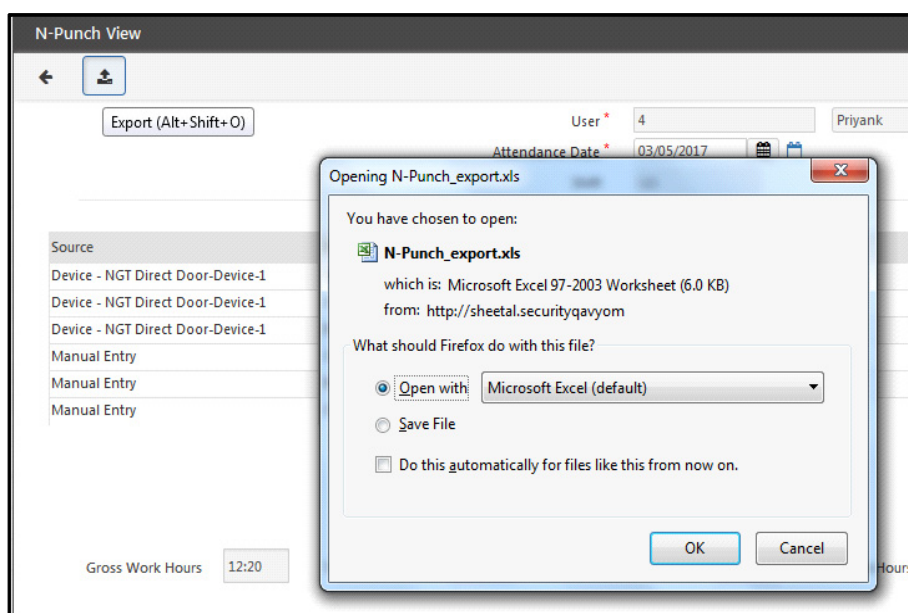 N-Punch View
Export (Alt+Shift+O)
User * 4 Priyank
Attendance Date * 03/05/2017
Opening N-Punch_export.xls
You have chosen to open:
N-Punch_export.xls
which is: Microsoft Excel 97-2003 Worksheet (6.0 KB)
from: http://sheetal.securityqavyom
What should Firefox do with this file?
Open with Microsoft Excel (default)
Save File
Do this automatically for files like this from now on.
OK Cancel
Source
Device - NGT Direct Door-Device-1
Device - NGT Direct Door-Device-1
Device - NGT Direct Door-Device-1
Manual Entry
Manual Entry
Manual Entry
Gross Work Hours 12:20
Hours